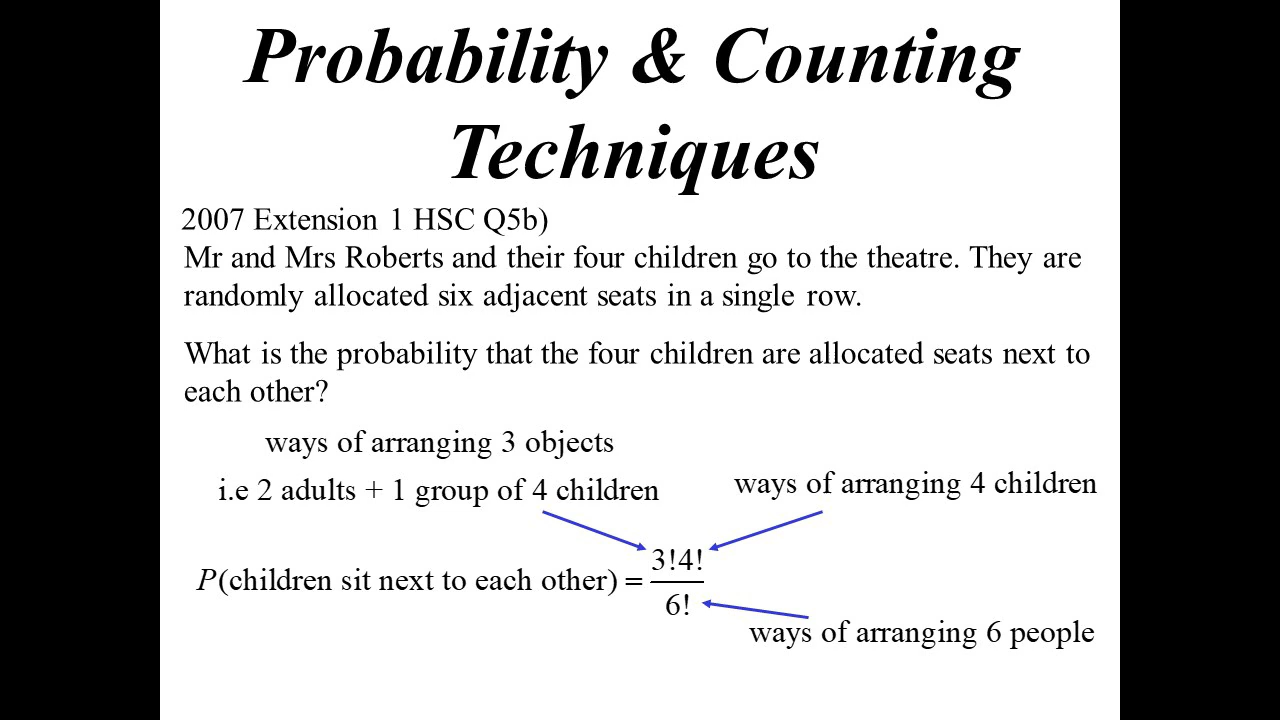 Probability & Counting
Techniques
2007 Extension 1 HSC Q5b)
Mr and Mrs Roberts and their four children go to the theatre. They are
randomly allocated six adjacent seats in a single row.
What is the probability that the four children are allocated seats next to
each other?
ways of arranging 3 objects
i.e 2 adults + 1 group of 4 children
ways of arranging 4 children
P(children sit next to each other) = 3!4!
6!
ways of arranging 6 people